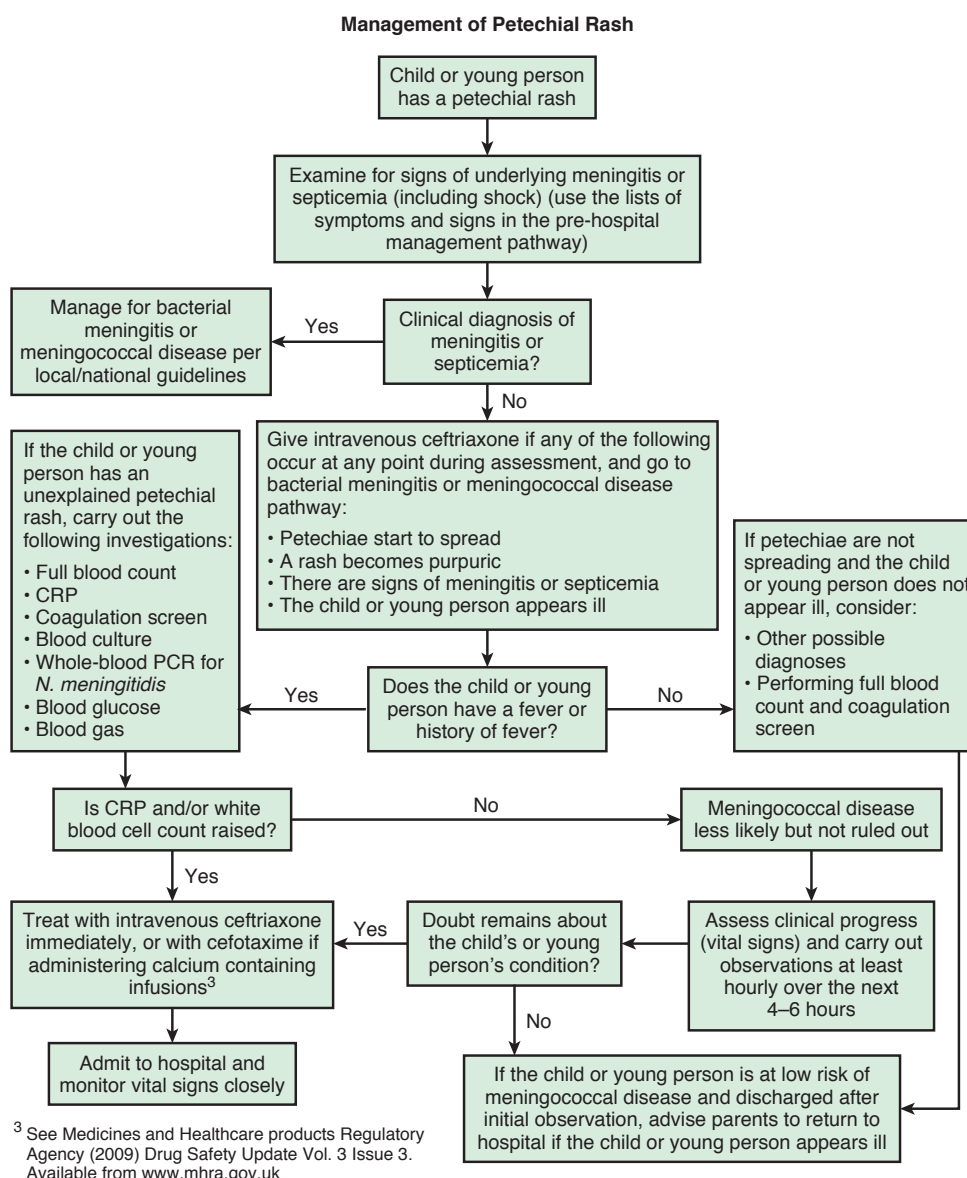 Management of Petechial Rash
Child or young person
has a petechial rash
Examine for signs of underlying meningitis or
septicemia (including shock) (use the lists of
symptoms and signs in the pre-hospital
management pathway)
Clinical diagnosis of
meningitis or
septicemia?
Yes
Manage for bacterial
meningitis or
meningococcal disease per
local/national guidelines
No
Give intravenous ceftriaxone if any of the following
occur at any point during assessment, and go to
bacterial meningitis or meningococcal disease
pathway:
• Petechiae start to spread
• A rash becomes purpuric
• There are signs of meningitis or septicemia
• The child or young person appears ill
Does the child or young
person have a fever or
history of fever?
Yes
If the child or young
person has an
unexplained petechial
rash, carry out the
following investigations:
• Full blood count
• CRP
• Coagulation screen
• Blood culture
• Whole-blood PCR for
N. meningitidis
• Blood glucose
• Blood gas
No
If petechiae are not
spreading and the child
or young person does not
appear ill, consider:
• Other possible
diagnoses
• Performing full blood
count and coagulation
screen
Is CRP and/or white
blood cell count raised?
No
Meningococcal disease
less likely but not ruled out
Yes
Treat with intravenous ceftriaxone
immediately, or with cefotaxime if
administering calcium containing
infusions³
Yes
Doubt remains about
the child's or young
person's condition?
Assess clinical progress
(vital signs) and carry out
observations at least
hourly over the next
4–6 hours
No
Admit to hospital and
monitor vital signs closely
If the child or young person is at low risk of
meningococcal disease and discharged after
initial observation, advise parents to return to
hospital if the child or young person appears ill
³ See Medicines and Healthcare products Regulatory
Agency (2009) Drug Safety Update Vol. 3 Issue 3.
Available from www.mhra.gov.uk